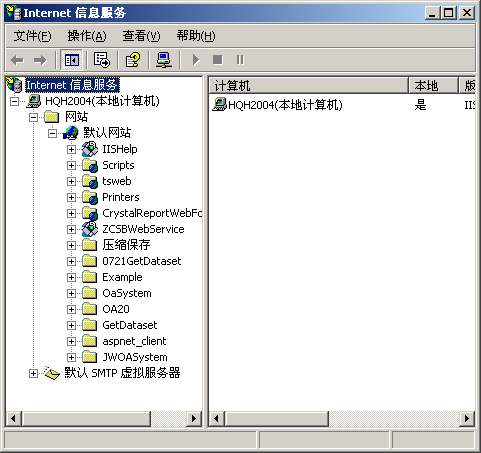 Internet 信息服务
文件(F) 操作(A) 查看(V) 帮助(H)
Internet 信息服务
HQH2004(本地计算机)
网站
默认网站
IISHelp
Scripts
tsweb
Printers
CrystalReportWebFo
ZCSBWebService
压缩保存
0721GetDataset
Example
OaSystem
OA20
GetDataset
aspnet_client
JWOASystem
默认 SMTP 虚拟服务器
计算机 本地 版
HQH2004(本地计算机) 是 IIS